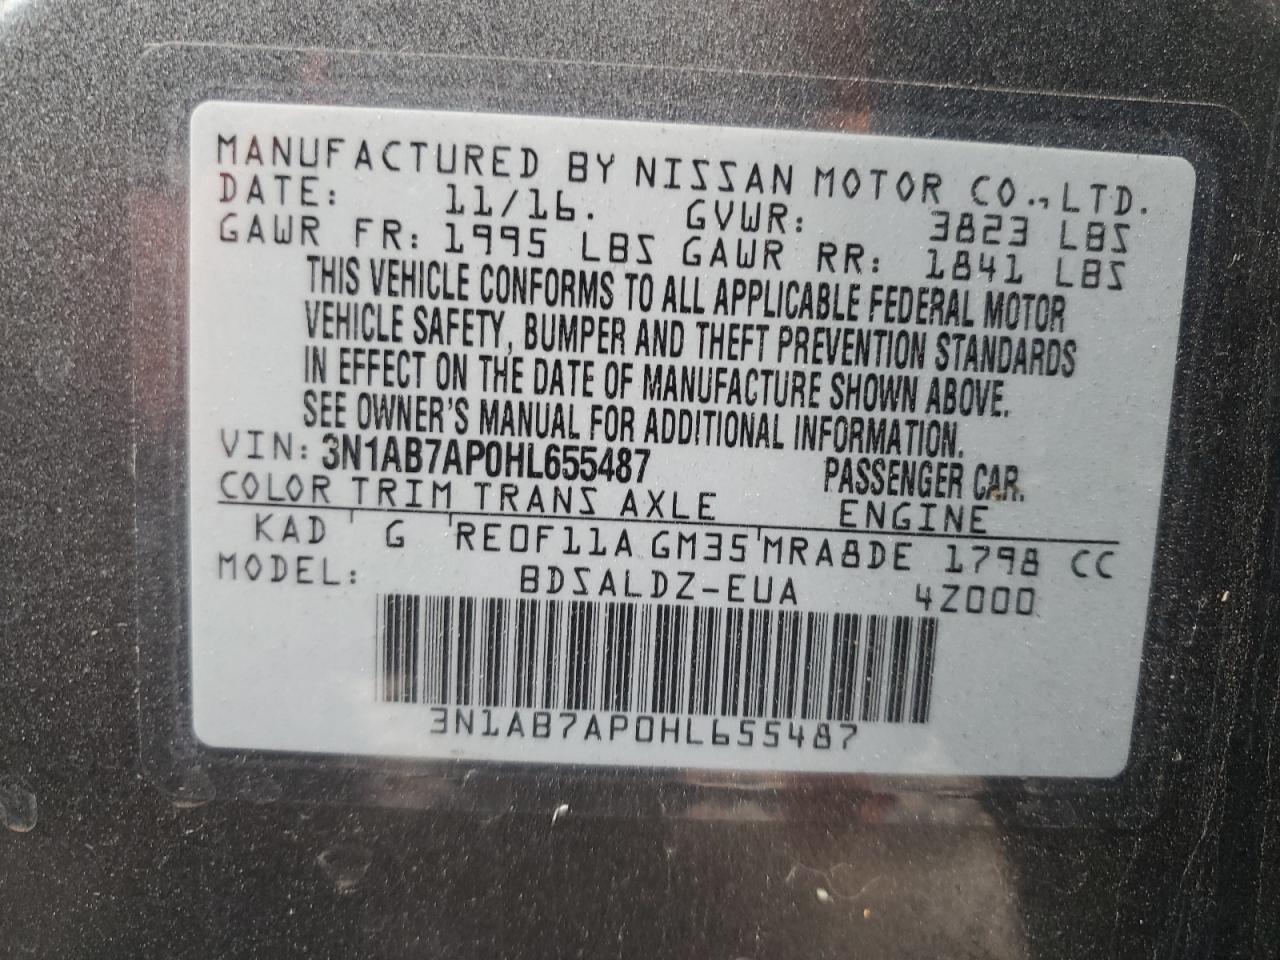 MANUFACTURED BY NISSAN MOTOR CO.,LTD.
DATE: 11/16. GVWR: 3823 LBS
GAWR FR: 1995 LBS GAWR RR: 1841 LBS
THIS VEHICLE CONFORMS TO ALL APPLICABLE FEDERAL MOTOR
VEHICLE SAFETY, BUMPER AND THEFT PREVENTION STANDARDS
IN EFFECT ON THE DATE OF MANUFACTURE SHOWN ABOVE.
SEE OWNER'S MANUAL FOR ADDITIONAL INFORMATION.
VIN: 3N1AB7AP0HL655487 PASSENGER CAR.
COLOR TRIM TRANS AXLE ENGINE
KAD G RE0F11A GM35 MRA8DE 1798 CC
MODEL: BDSALDZ-EUA 4Z000
3N1AB7AP0HL655487